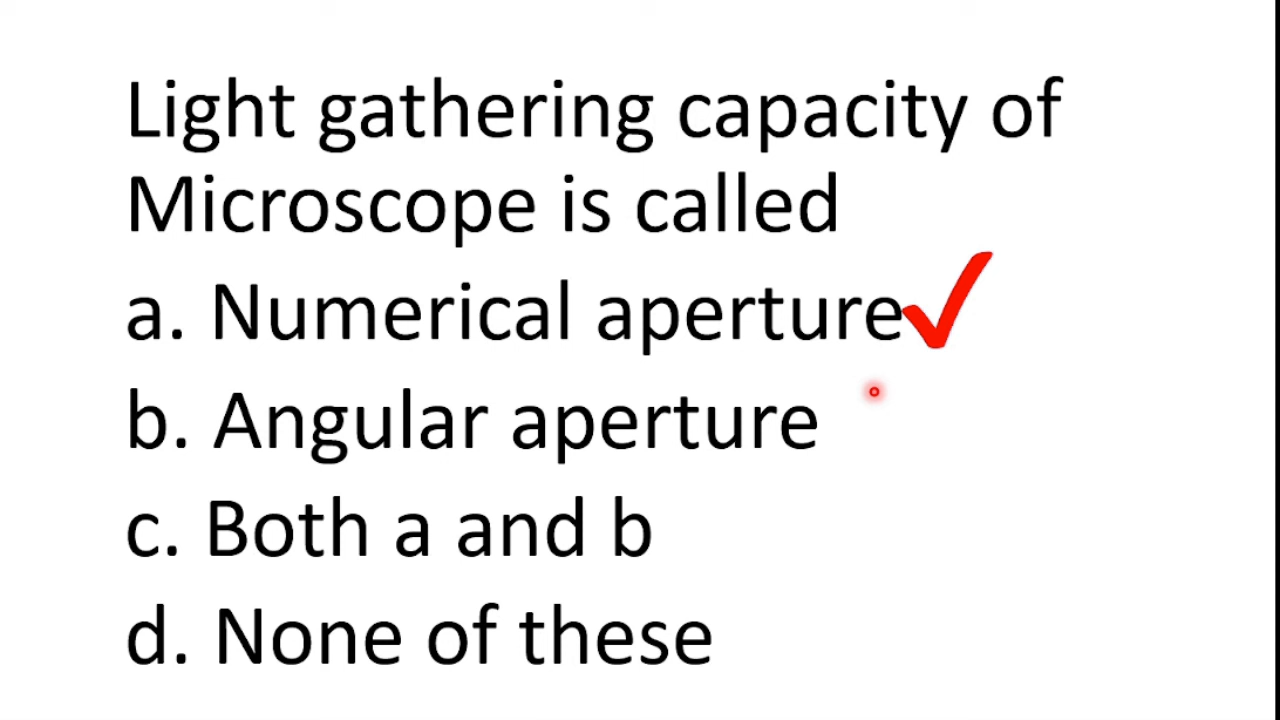 Light gathering capacity of
Microscope is called
a. Numerical aperture
b. Angular aperture
c. Both a and b
d. None of these